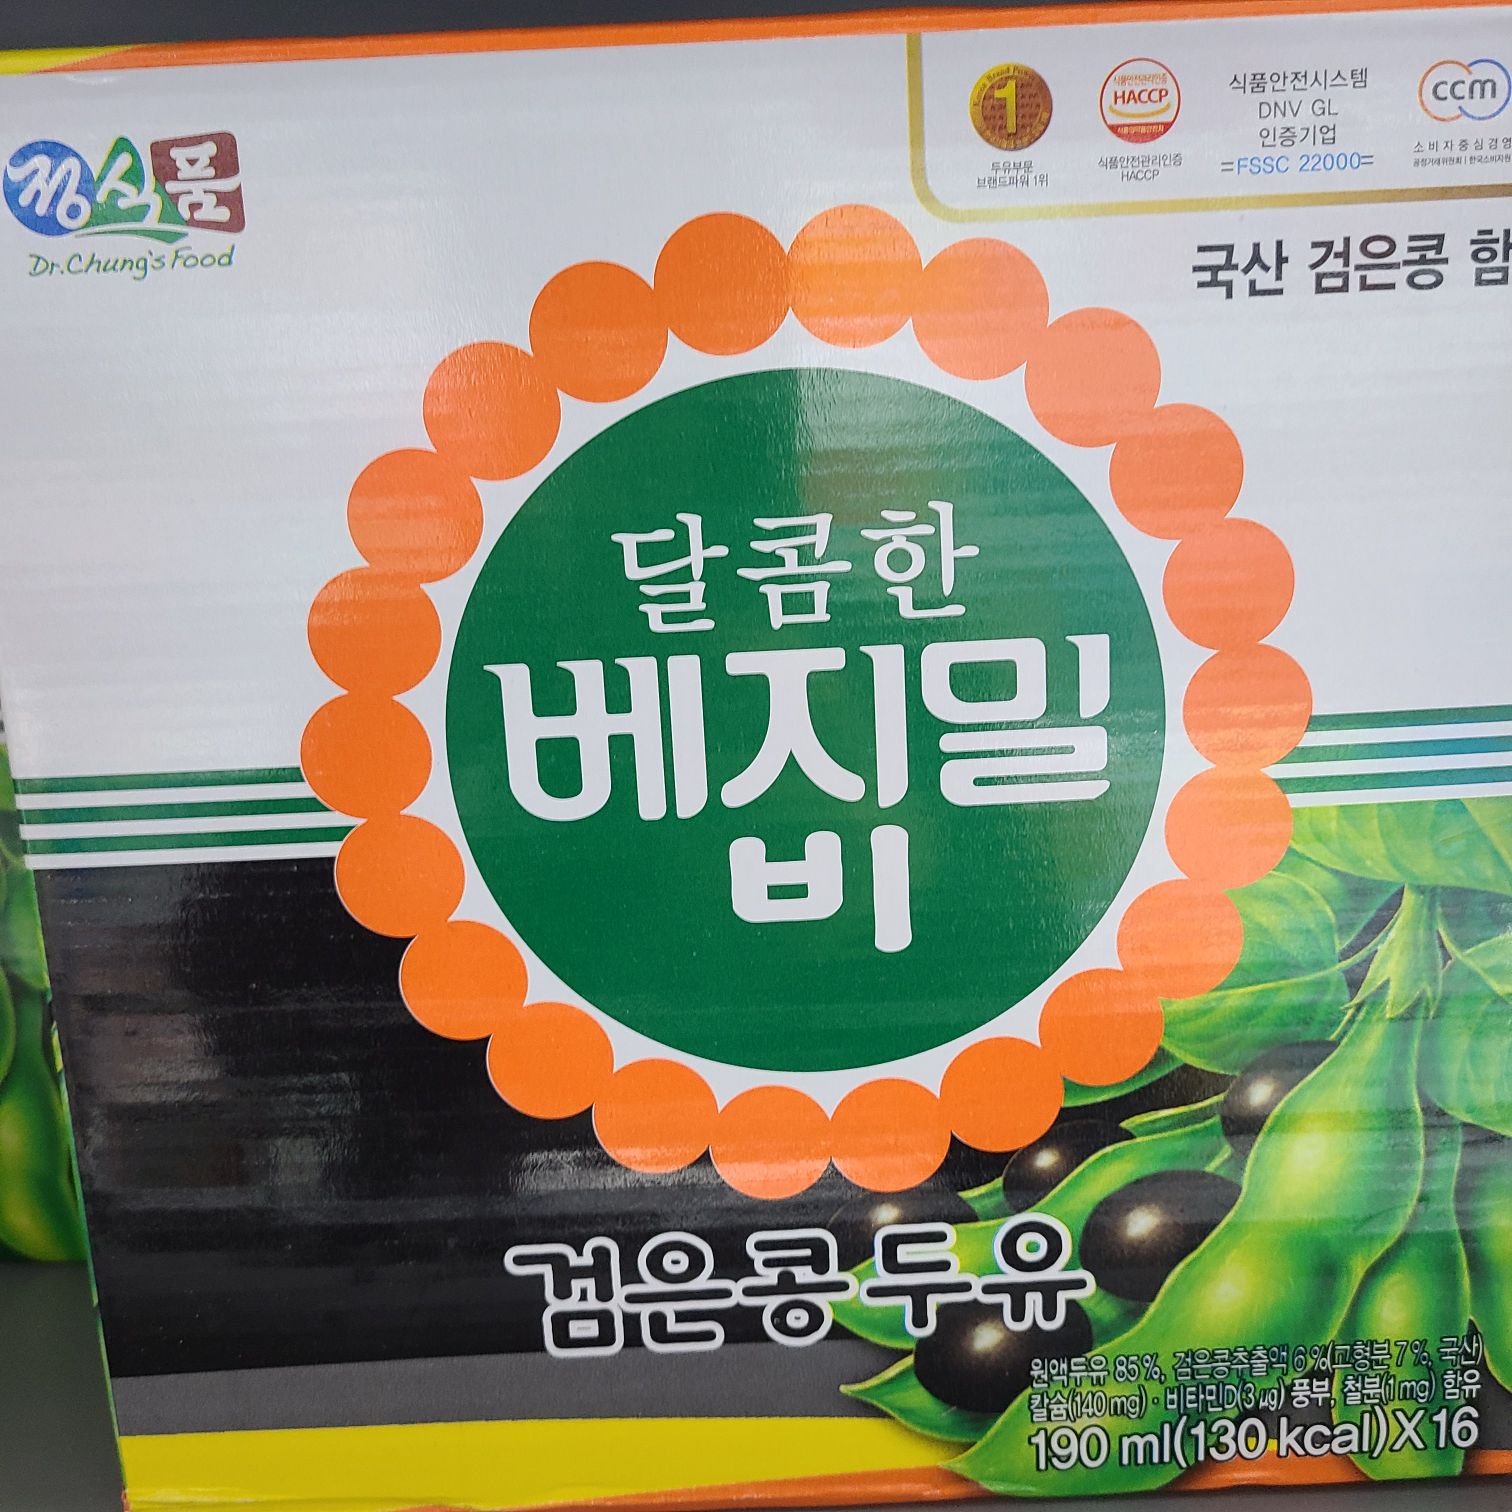 정식품
Dr.Chung's Food
1
두유부문
브랜드파워 1위
HACCP
식품안전관리인증
HACCP
식품안전시스템
DNV GL
인증기업
=FSSC 22000=
ccm
소비자중심경영
국산 검은콩 함
달콤한
베지밀
비
검은콩 두유
원액두유 85%, 검은콩추출액 6%(고형분 7%, 국산)
칼슘(140mg)·비타민D(3㎍) 풍부, 철분(1mg) 함유
190 ml(130 kcal)X16